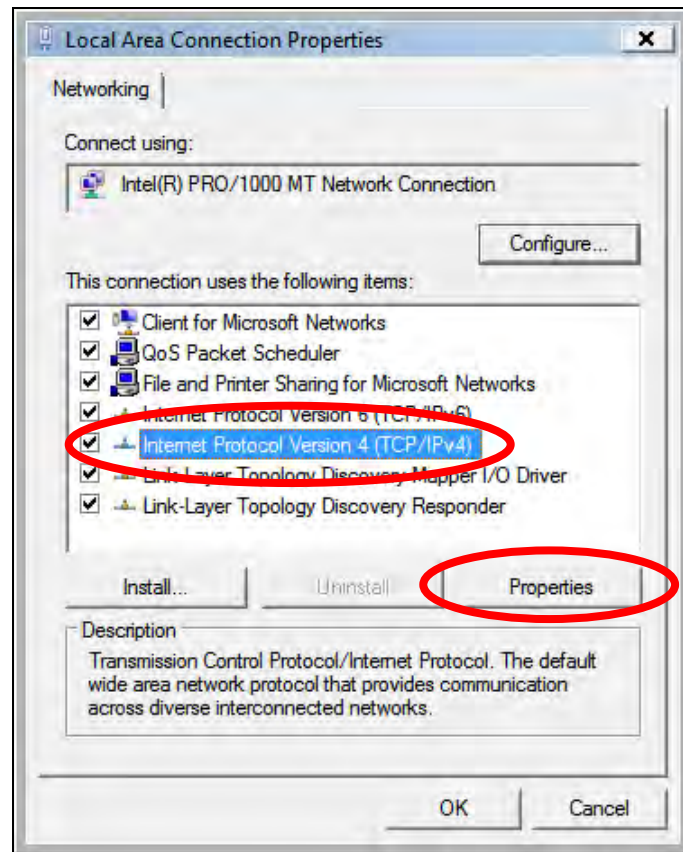 Local Area Connection Properties
Networking
Connect using:
Intel(R) PRO/1000 MT Network Connection
Configure...
This connection uses the following items:
Client for Microsoft Networks
QoS Packet Scheduler
File and Printer Sharing for Microsoft Networks
Internet Protocol Version 6 (TCP/IPv6)
Internet Protocol Version 4 (TCP/IPv4)
Link-Layer Topology Discovery Mapper I/O Driver
Link-Layer Topology Discovery Responder
Install...
Uninstall
Properties
Description
Transmission Control Protocol/Internet Protocol. The default
wide area network protocol that provides communication
across diverse interconnected networks.
OK
Cancel